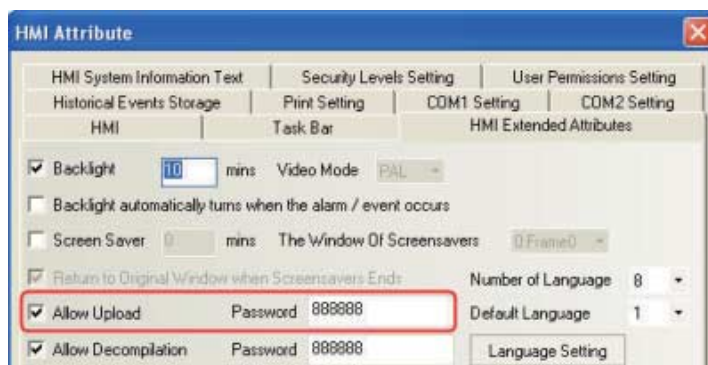 HMI Attribute
HMI System Information Text Security Levels Setting User Permissions Setting
Historical Events Storage Print Setting COM1 Setting COM2 Setting
HMI Task Bar HMI Extended Attributes
Backlight 10 mins Video Mode PAL
Backlight automatically turns when the alarm / event occurs
Screen Saver 0 mins The Window Of Screensavers 0:Frame0
Return to Original Window when Screensavers Ends Number of Language 8
Allow Upload Password 888888 Default Language 1
Allow Decompilation Password 888888 Language Setting